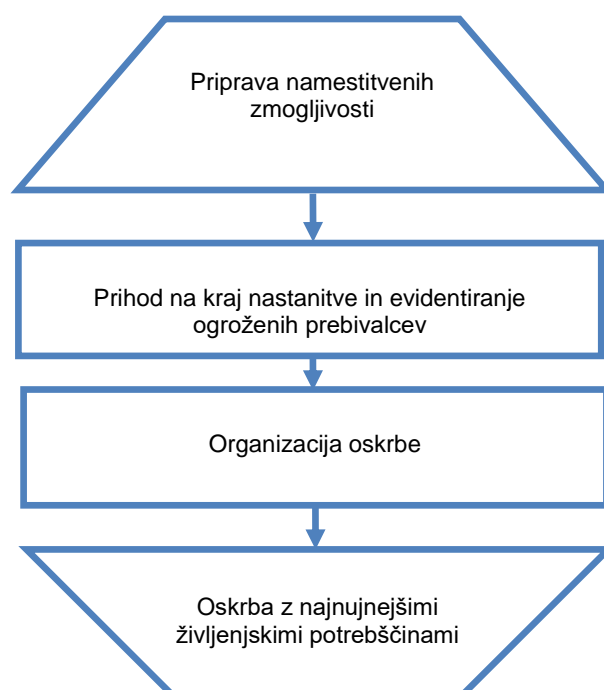 Priprava namestitvenih
zmogljivosti
Prihod na kraj nastanitve in evidentiranje
ogroženih prebivalcev
Organizacija oskrbe
Oskrba z najnujnejšimi
življenjskimi potrebščinami